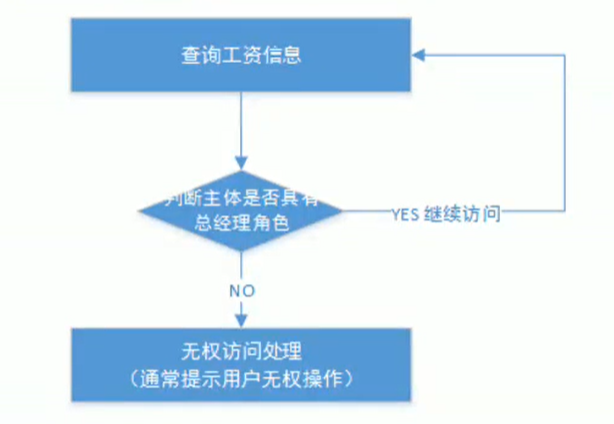 查询工资信息
判断主体是否具有
总经理角色
YES 继续访问
NO
无权访问处理
（通常提示用户无权操作）